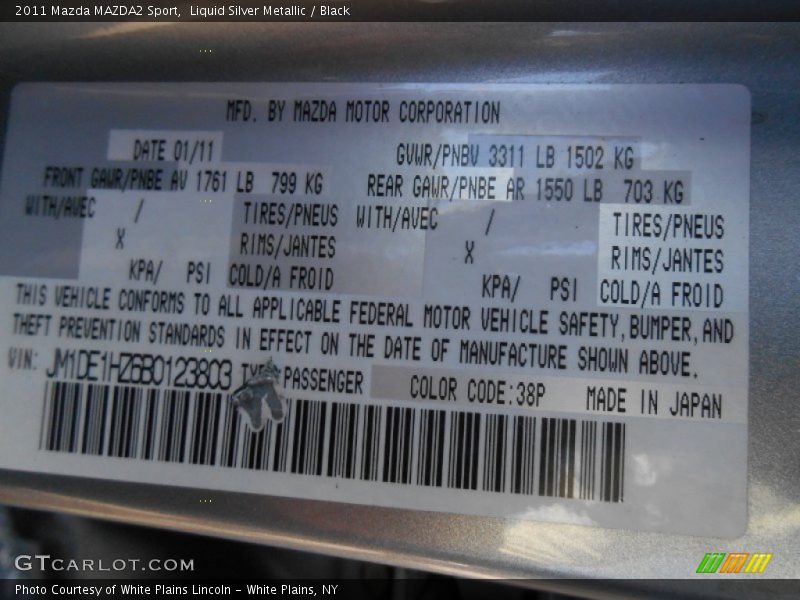 2011 Mazda MAZDA2 Sport,  Liquid Silver Metallic / Black
MFD. BY MAZDA MOTOR CORPORATION
DATE 01/11 GVWR/PNBV 3311 LB 1502 KG
FRONT GAWR/PNBE AV 1761 LB 799 KG REAR GAWR/PNBE AR 1550 LB 703 KG
WITH/AVEC / TIRES/PNEUS WITH/AVEC / TIRES/PNEUS
X RIMS/JANTES X RIMS/JANTES
KPA/ PSI COLD/A FROID KPA/ PSI COLD/A FROID
THIS VEHICLE CONFORMS TO ALL APPLICABLE FEDERAL MOTOR VEHICLE SAFETY, BUMPER, AND
THEFT PREVENTION STANDARDS IN EFFECT ON THE DATE OF MANUFACTURE SHOWN ABOVE.
VIN: JM1DE1HZ6B0123803 PASSENGER COLOR CODE:38P MADE IN JAPAN
GTCARLOT.COM
Photo Courtesy of White Plains Lincoln - White Plains, NY